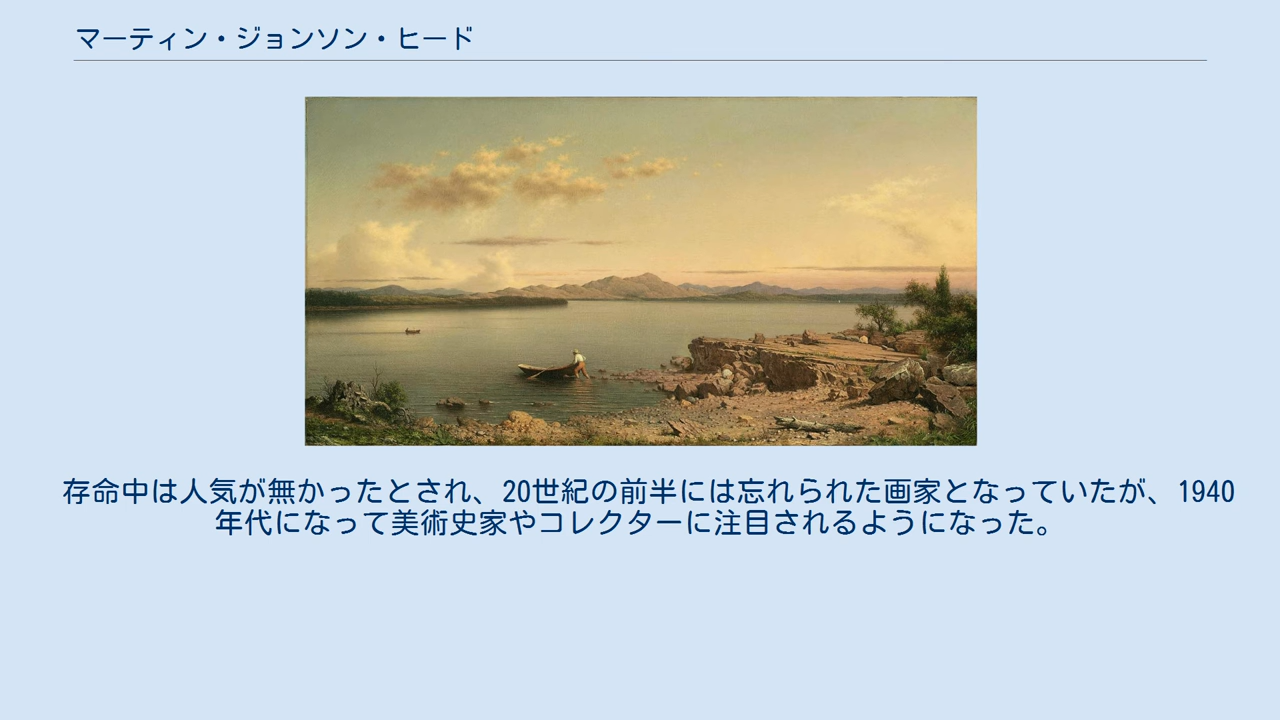 マーティン・ジョンソン・ヒード
存命中は人気が無かったとされ、20世紀の前半には忘れられた画家となっていたが、1940
年代になって美術史家やコレクターに注目されるようになった。